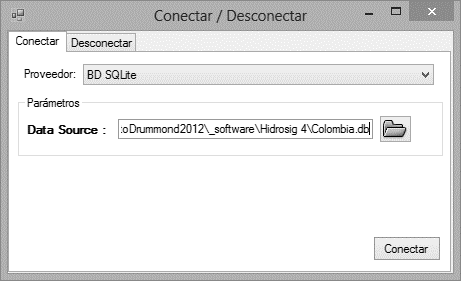 Conectar / Desconectar
Conectar
Desconectar
Proveedor:
BD SQLite
Parámetros
Data Source :
:oDrummond2012\_software\Hidrosig 4\Colombia.db
Conectar